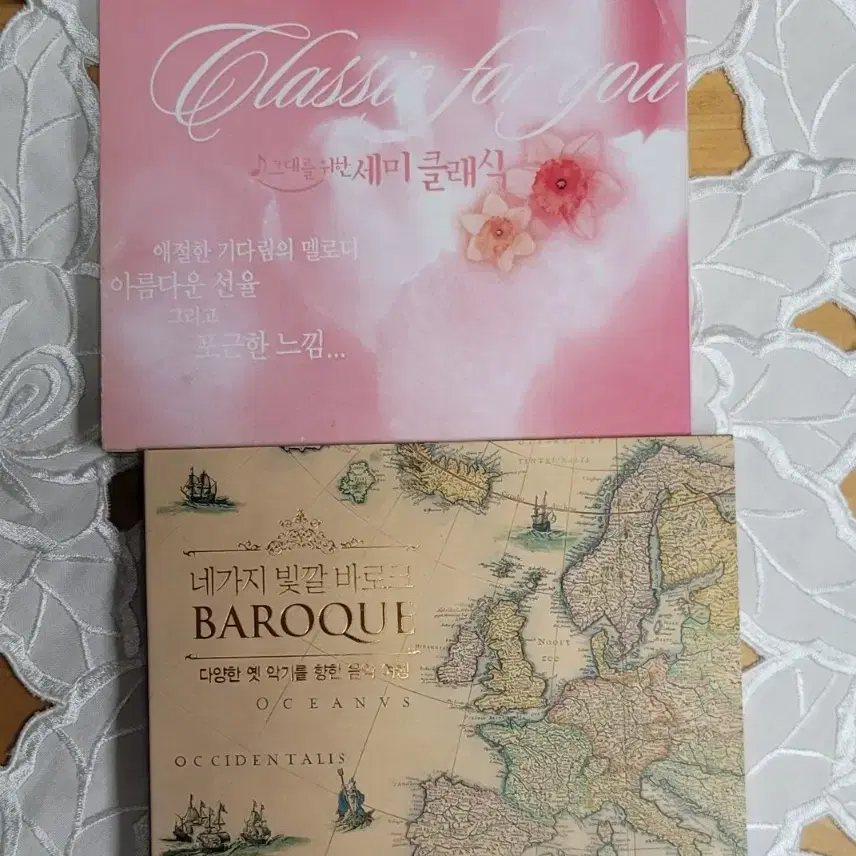 Classic for you
그대를 위한 세미 클래식
애절한 기다림의 멜로디
아름다운 선율
그리고
포근한 느낌...
네가지 빛깔 바로크
BAROQUE
다양한 옛 악기를 향한 음악 여행
Noort
zee
OCEANVS
OCCIDENTALIS